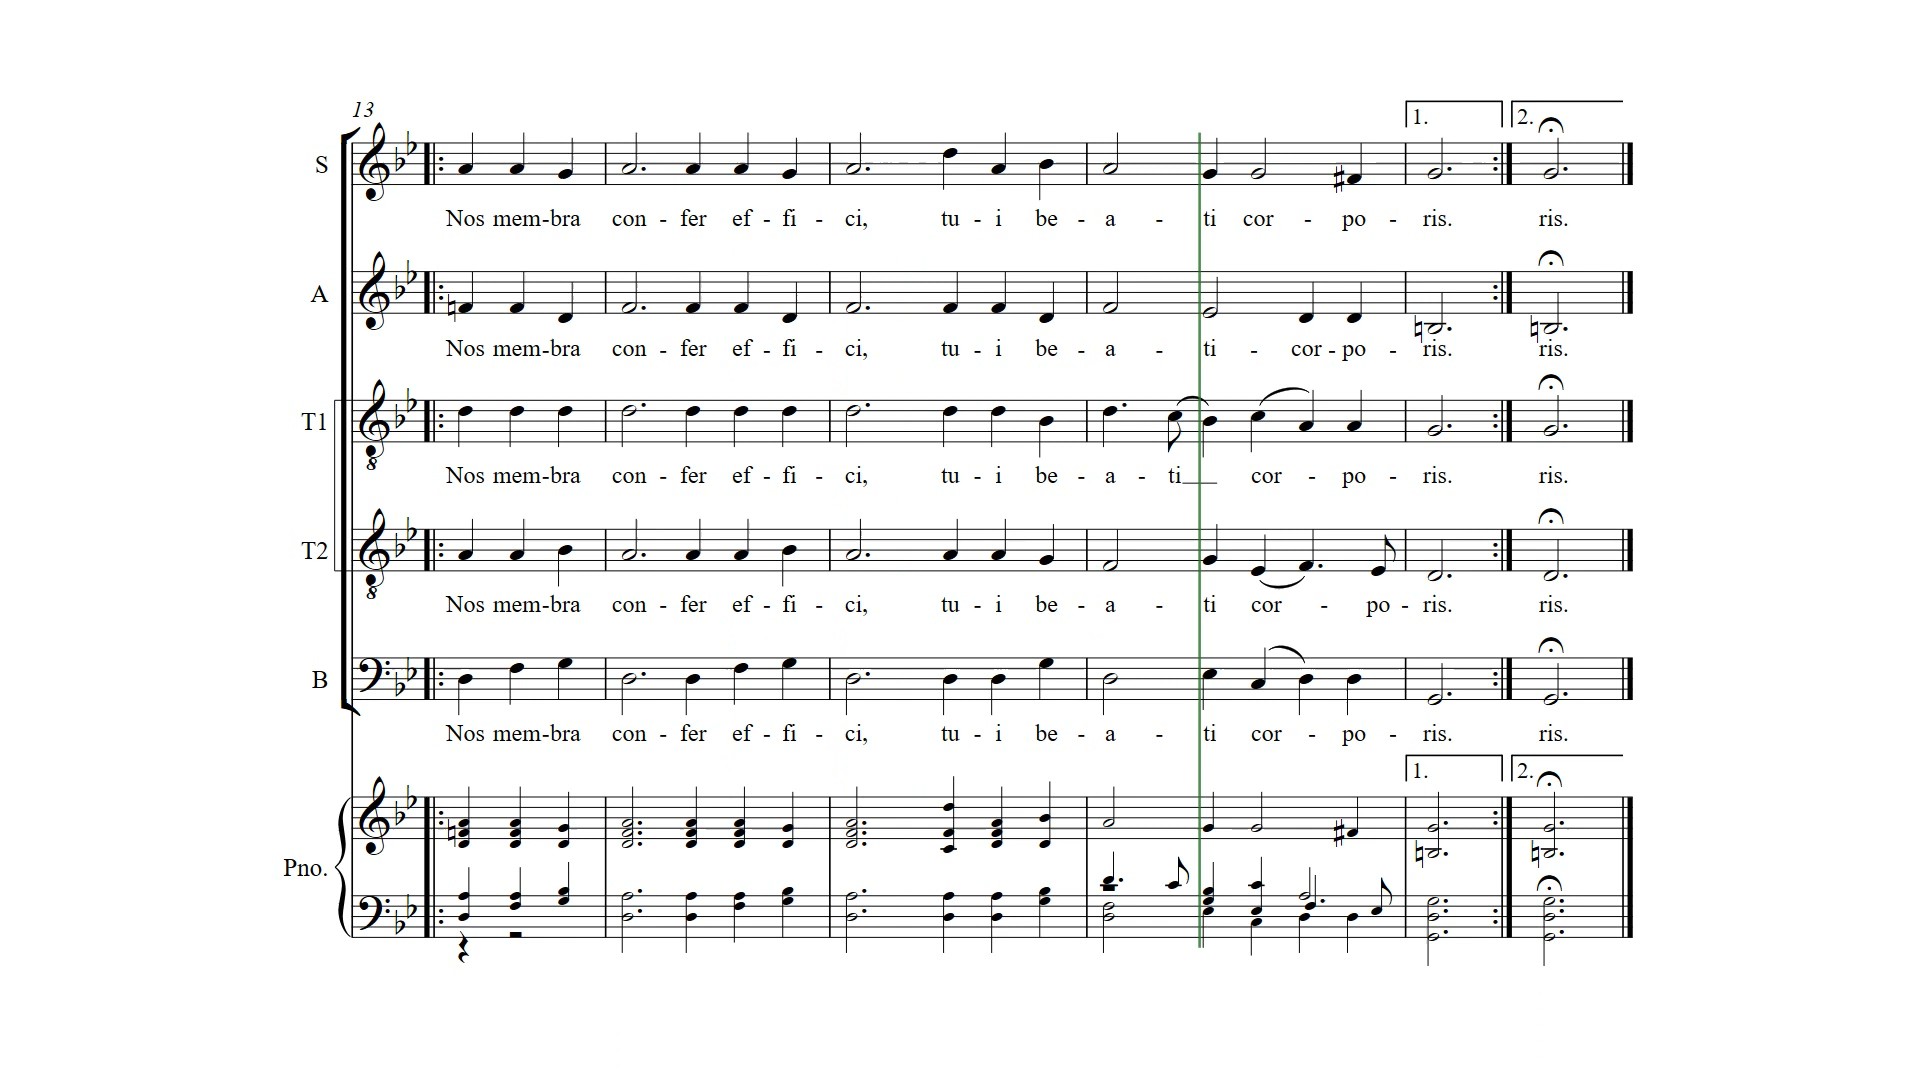 13
1. 2.
S
Nos mem-bra con - fer ef - fi - ci, tu - i be - a - ti cor - po - ris. ris.
A
Nos mem-bra con - fer ef - fi - ci, tu - i be - a - ti - cor - po - ris. ris.
T1
8
Nos mem-bra con - fer ef - fi - ci, tu - i be - a - ti__ cor - po - ris. ris.
T2
8
Nos mem-bra con - fer ef - fi - ci, tu - i be - a - ti cor - po - ris. ris.
B
Nos mem-bra con - fer ef - fi - ci, tu - i be - a - ti cor - po - ris. ris.
1. 2.
Pno.